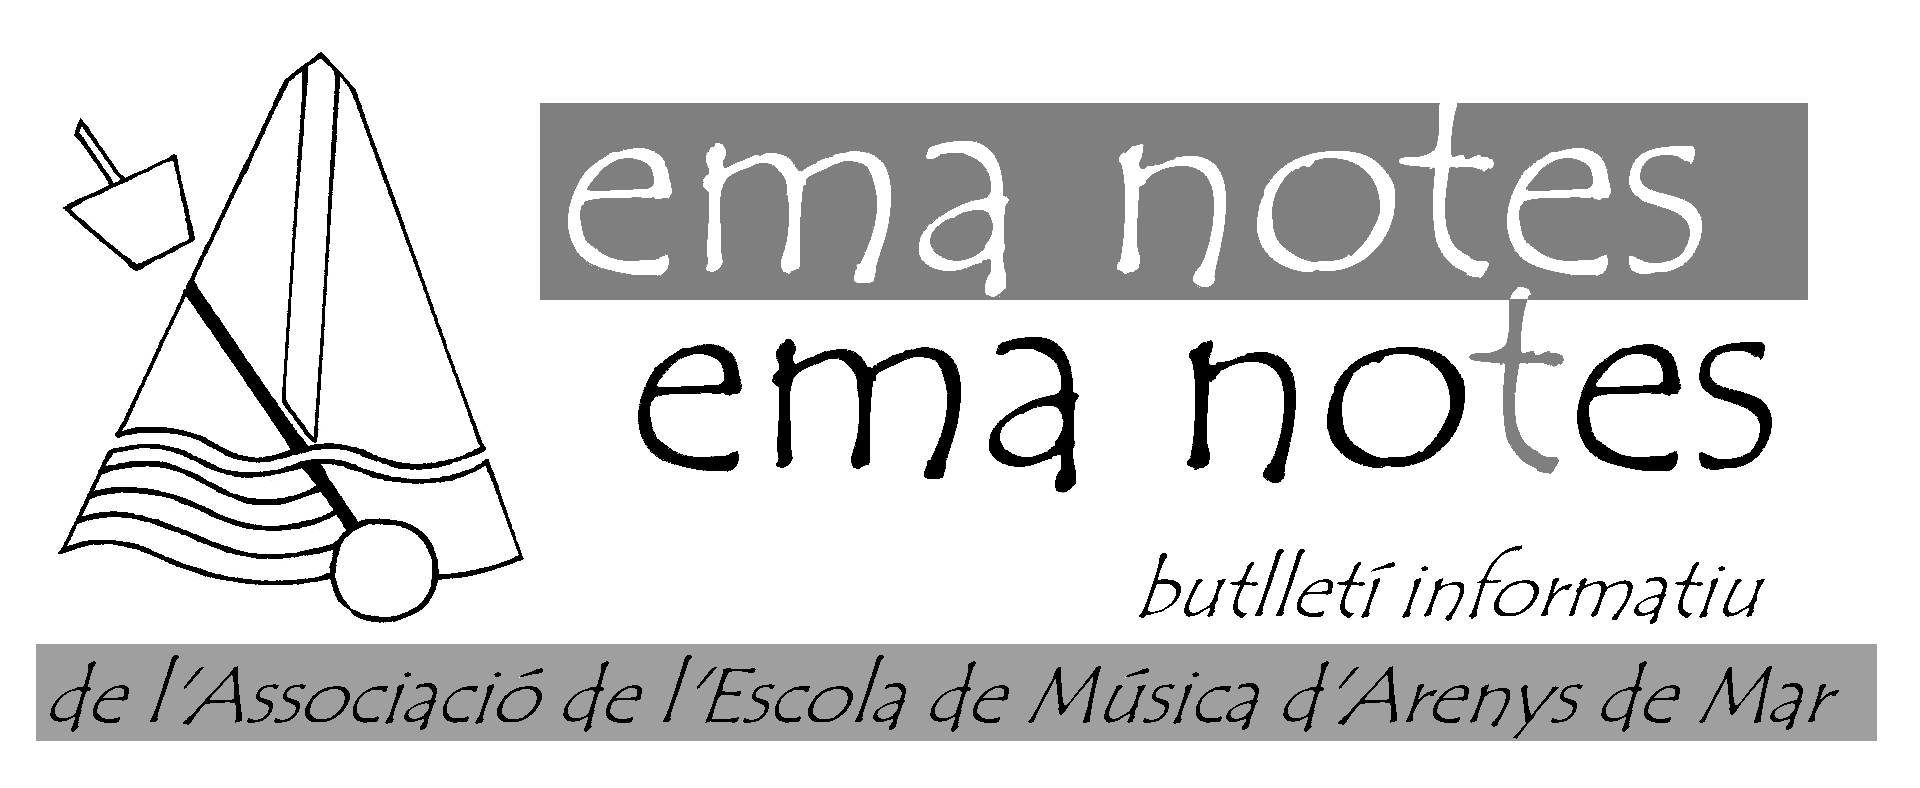 ema notes
ema notes
butlletí informatiu
de l'Associació de l'Escola de Música d'Arenys de Mar